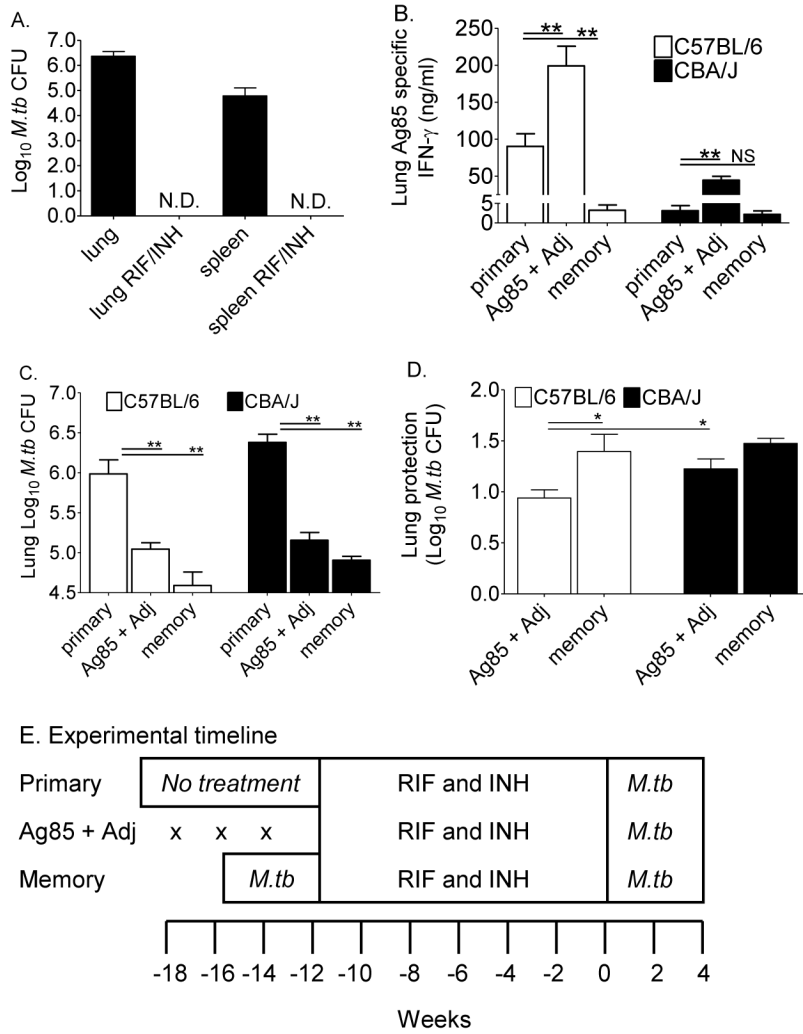 A.
Log10 M.tb CFU
7.0
6.0
5.0
4.0
3.0
2.0
1.0
0.0
N.D.
N.D.
lung
lung RIF/INH
spleen
spleen RIF/INH
B.
Lung Ag85 specific
IFN-γ (ng/ml)
250
200
150
100
50
5
0
** **
** NS
C57BL/6
CBA/J
primary
Ag85 + Adj
memory
primary
Ag85 + Adj
memory
C.
Lung Log10 M.tb CFU
7.0
6.5
6.0
5.5
5.0
4.5
C57BL/6
CBA/J
**
**
**
**
primary
Ag85 + Adj
memory
primary
Ag85 + Adj
memory
D.
Lung protection
(Log10 M.tb CFU)
2.0
1.5
1.0
0.5
0.0
C57BL/6
CBA/J
*
*
Ag85 + Adj
memory
Ag85 + Adj
memory
E. Experimental timeline
Primary No treatment RIF and INH M.tb
Ag85 + Adj x x x RIF and INH M.tb
Memory M.tb RIF and INH M.tb
-18 -16 -14 -12 -10 -8 -6 -4 -2 0 2 4
Weeks